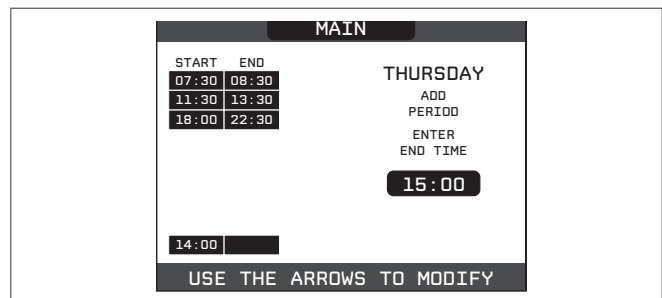 MAIN
START END
07:30 08:30
11:30 13:30
18:00 22:30
14:00
THURSDAY
ADD
PERIOD
ENTER
END TIME
15:00
USE THE ARROWS TO MODIFY